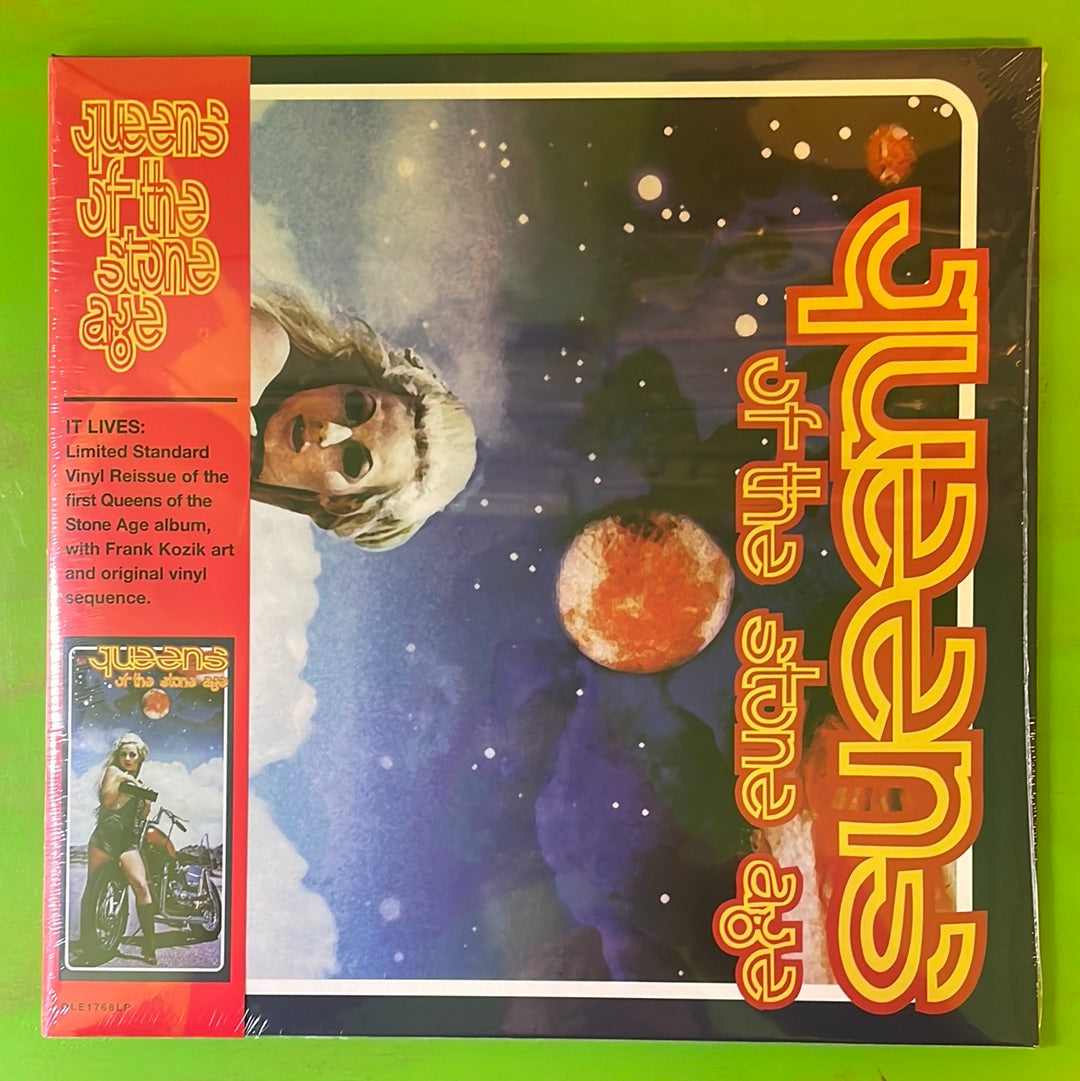 queens
of the
stone
age
IT LIVES:
Limited Standard
Vinyl Reissue of the
first Queens of the
Stone Age album,
with Frank Kozik art
and original vinyl
sequence.
queens
of the stone age
OLE1768LP
queens
of the stone age